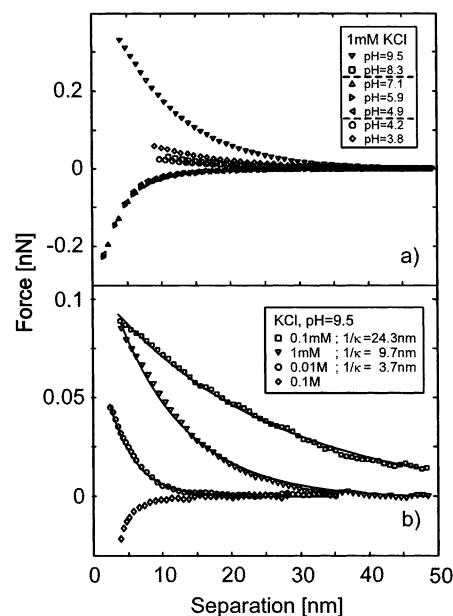 1mM KCl
pH=9.5
pH=8.3
pH=7.1
pH=5.9
pH=4.9
pH=4.2
pH=3.8
0.2
0
-0.2
a)
Force [nN]
0.1
0.05
0
KCl, pH=9.5
0.1mM ; 1/κ=24.3nm
1mM ; 1/κ= 9.7nm
0.01M ; 1/κ= 3.7nm
0.1M
b)
0 10 20 30 40 50
Separation [nm]